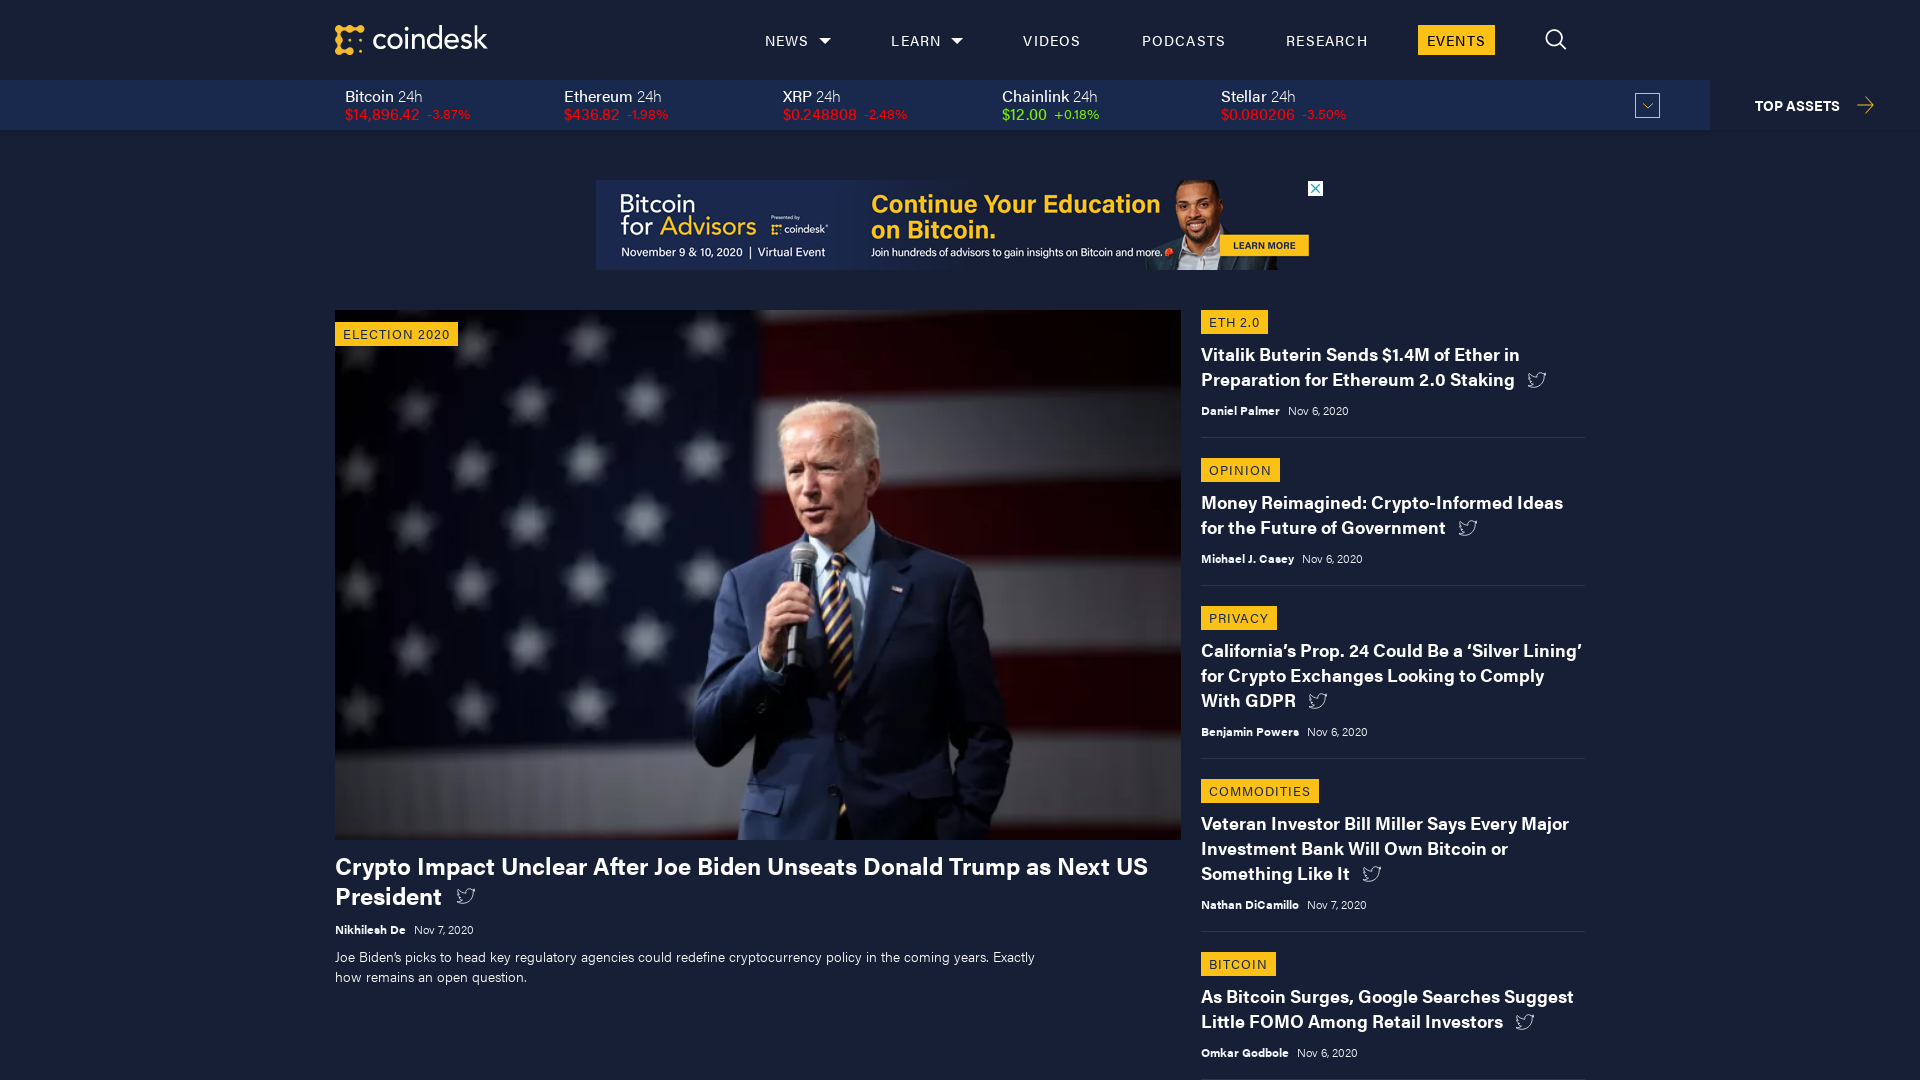 coindesk
NEWS
LEARN
VIDEOS
PODCASTS
RESEARCH
EVENTS
Bitcoin 24h
$14,896.42 -3.87%
Ethereum 24h
$436.82 -1.98%
XRP 24h
$0.248808 -2.48%
Chainlink 24h
$12.00 +0.18%
Stellar 24h
$0.080206 -3.50%
TOP ASSETS
Bitcoin
for Advisors
Presented by
coindesk
November 9 & 10, 2020 | Virtual Event
Continue Your Education
on Bitcoin.
Join hundreds of advisors to gain insights on Bitcoin and more.
LEARN MORE
ELECTION 2020
Crypto Impact Unclear After Joe Biden Unseats Donald Trump as Next US
President
Nikhilesh De Nov 7, 2020
Joe Biden’s picks to head key regulatory agencies could redefine cryptocurrency policy in the coming years. Exactly
how remains an open question.
ETH 2.0
Vitalik Buterin Sends $1.4M of Ether in
Preparation for Ethereum 2.0 Staking
Daniel Palmer Nov 6, 2020
OPINION
Money Reimagined: Crypto-Informed Ideas
for the Future of Government
Michael J. Casey Nov 6, 2020
PRIVACY
California’s Prop. 24 Could Be a ‘Silver Lining’
for Crypto Exchanges Looking to Comply
With GDPR
Benjamin Powers Nov 6, 2020
COMMODITIES
Veteran Investor Bill Miller Says Every Major
Investment Bank Will Own Bitcoin or
Something Like It
Nathan DiCamillo Nov 7, 2020
BITCOIN
As Bitcoin Surges, Google Searches Suggest
Little FOMO Among Retail Investors
Omkar Godbole Nov 6, 2020